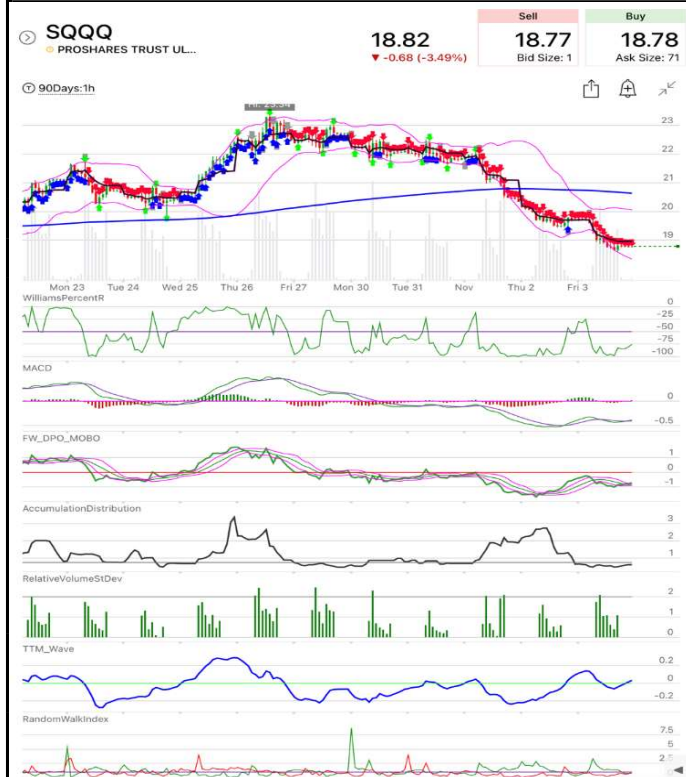 SQQQ
PROSHARES TRUST UL...
18.82
▼ -0.68 (-3.49%)
Sell
18.77
Bid Size: 1
Buy
18.78
Ask Size: 71
T 90Days:1h
23
22
21
20
19
Mon 23 Tue 24 Wed 25 Thu 26 Fri 27 Mon 30 Tue 31 Nov Thu 2 Fri 3
WilliamsPercentR
0
-25
-50
-75
-100
MACD
0
-0.5
FW_DPO_MOBO
1
0
-1
AccumulationDistribution
3
2
1
RelativeVolumeStDev
2
1
0
TTM_Wave
0.2
0
-0.2
RandomWalkIndex
7.5
5